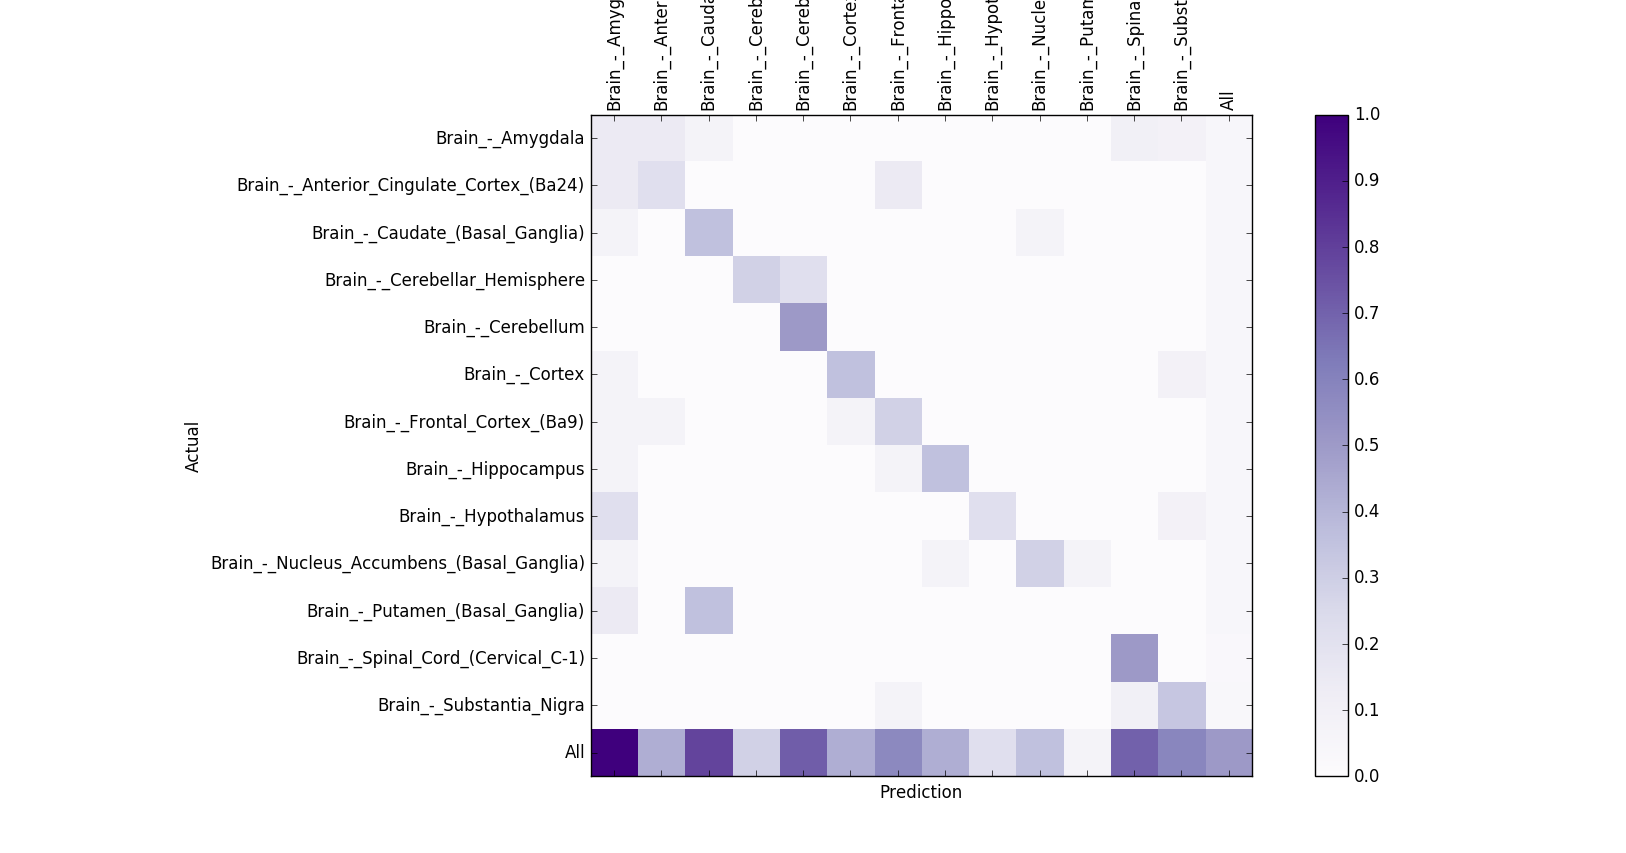 Brain_-_Amyg
Brain_-_Anter
Brain_-_Cauda
Brain_-_Cereb
Brain_-_Cereb
Brain_-_Corte
Brain_-_Fronta
Brain_-_Hippo
Brain_-_Hypot
Brain_-_Nucle
Brain_-_Putam
Brain_-_Spina
Brain_-_Subst
All
Brain_-_Amygdala
Brain_-_Anterior_Cingulate_Cortex_(Ba24)
Brain_-_Caudate_(Basal_Ganglia)
Brain_-_Cerebellar_Hemisphere
Brain_-_Cerebellum
Brain_-_Cortex
Brain_-_Frontal_Cortex_(Ba9)
Brain_-_Hippocampus
Brain_-_Hypothalamus
Brain_-_Nucleus_Accumbens_(Basal_Ganglia)
Brain_-_Putamen_(Basal_Ganglia)
Brain_-_Spinal_Cord_(Cervical_C-1)
Brain_-_Substantia_Nigra
All
Actual
Prediction
1.0
0.9
0.8
0.7
0.6
0.5
0.4
0.3
0.2
0.1
0.0